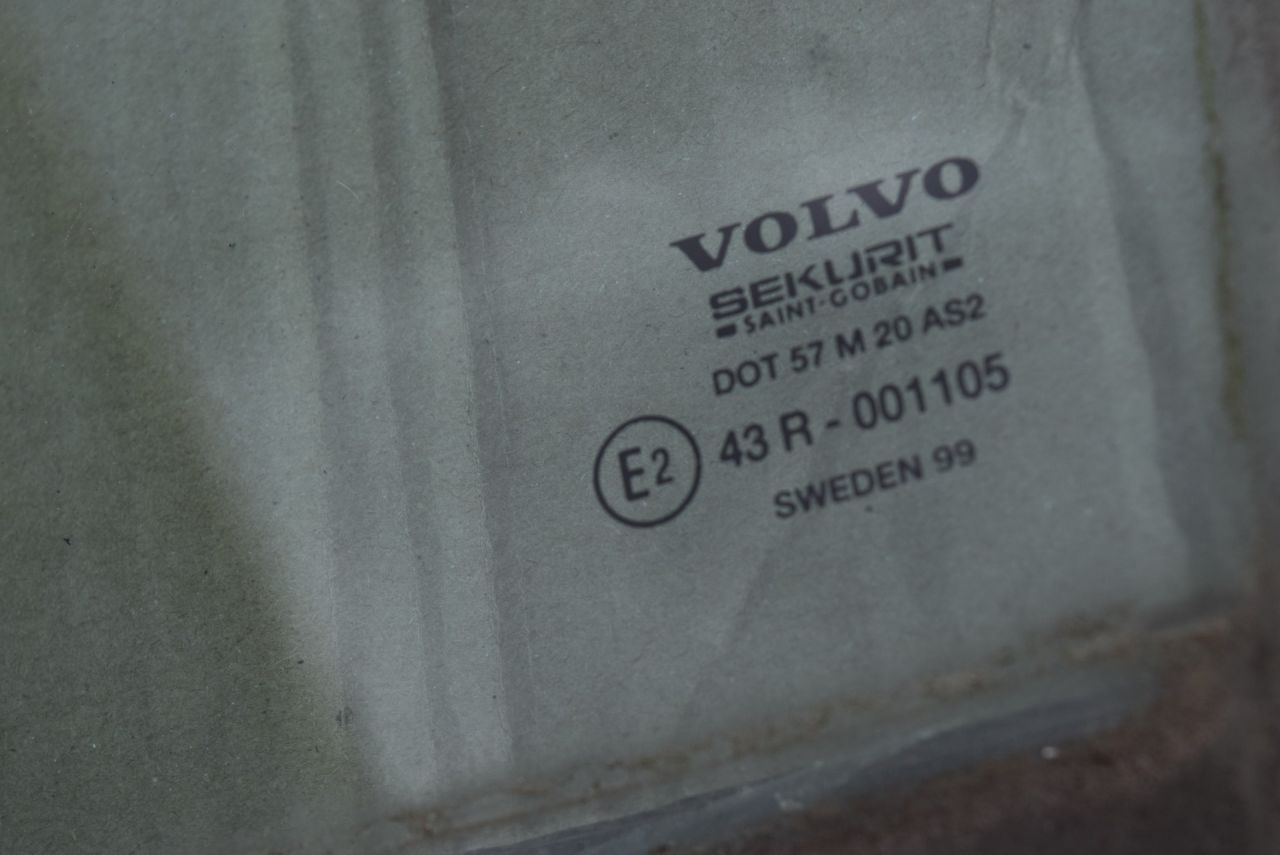 VOLVO
SEKURIT
SAINT-GOBAIN
DOT 57 M 20 AS2
E2 43 R - 001105
SWEDEN 99